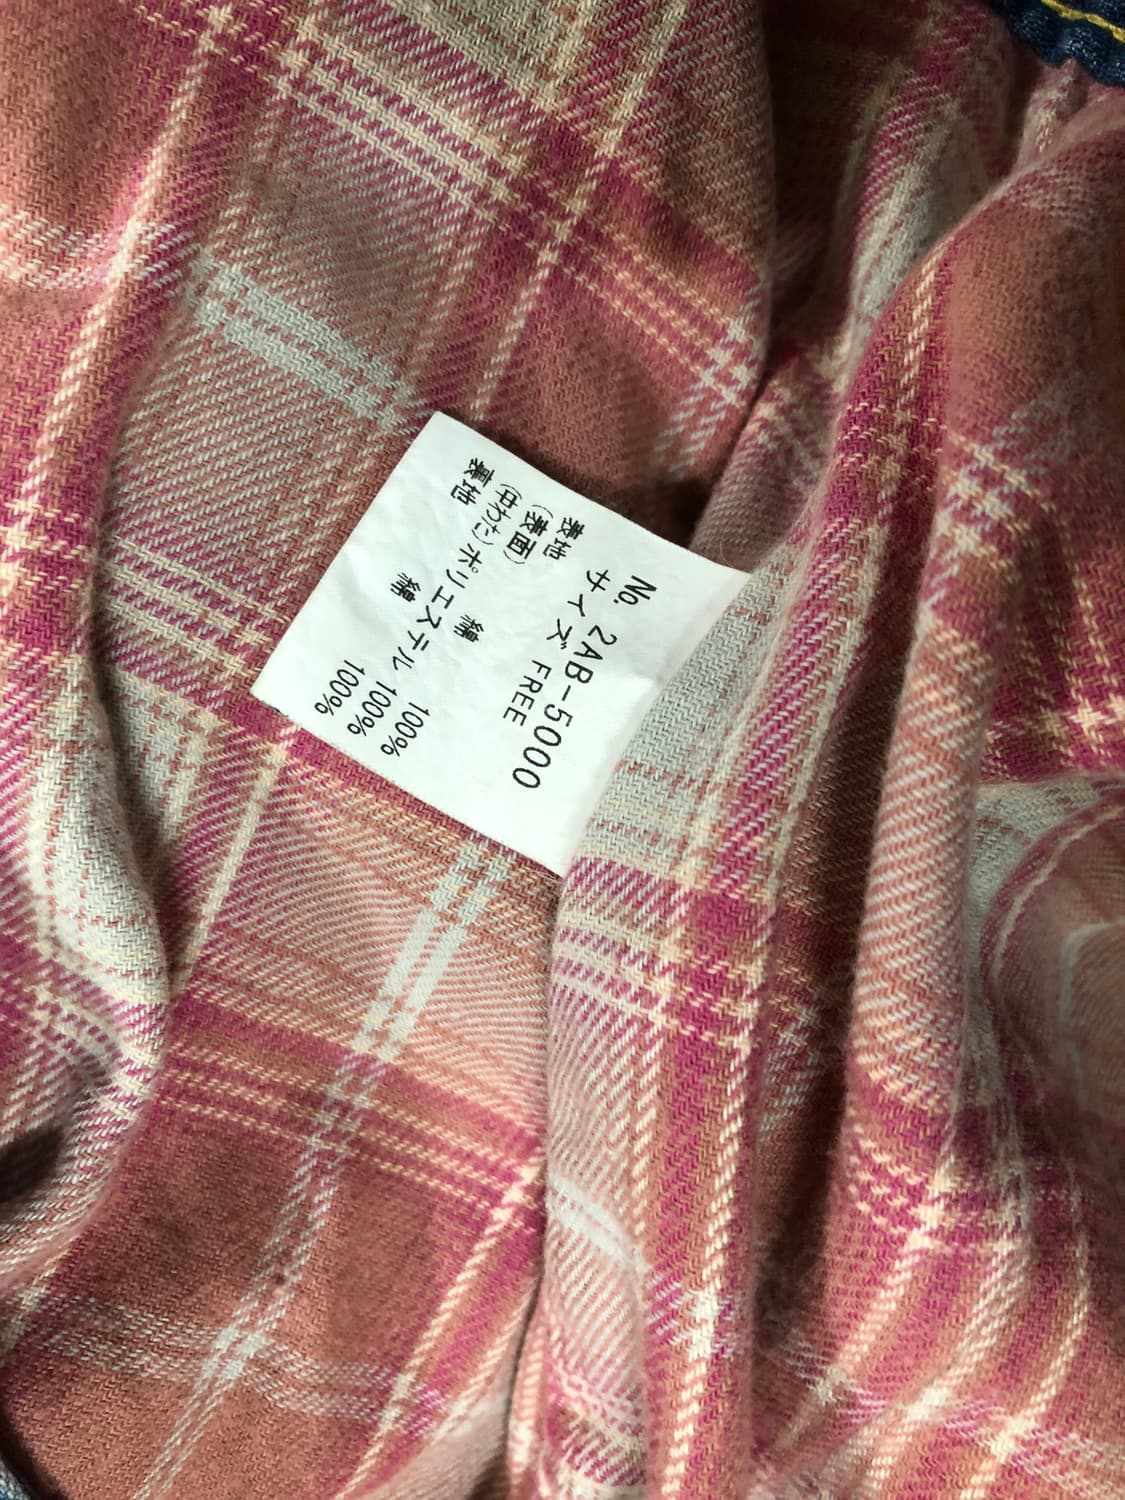 No. 2AB-5000
サイズ FREE
表地
(表面) 綿 100%
(中わた) ポリエステル 100%
裏地 綿 100%